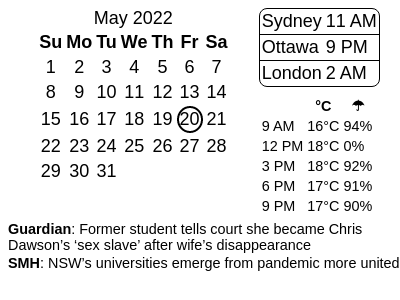 May 2022
Su Mo Tu We Th Fr Sa
1 2 3 4 5 6 7
8 9 10 11 12 13 14
15 16 17 18 19 20 21
22 23 24 25 26 27 28
29 30 31
Sydney 11 AM
Ottawa 9 PM
London 2 AM
°C ☂
9 AM 16°C 94%
12 PM 18°C 0%
3 PM 18°C 92%
6 PM 17°C 91%
9 PM 17°C 90%
Guardian: Former student tells court she became Chris
Dawson's ‘sex slave’ after wife's disappearance
SMH: NSW's universities emerge from pandemic more united